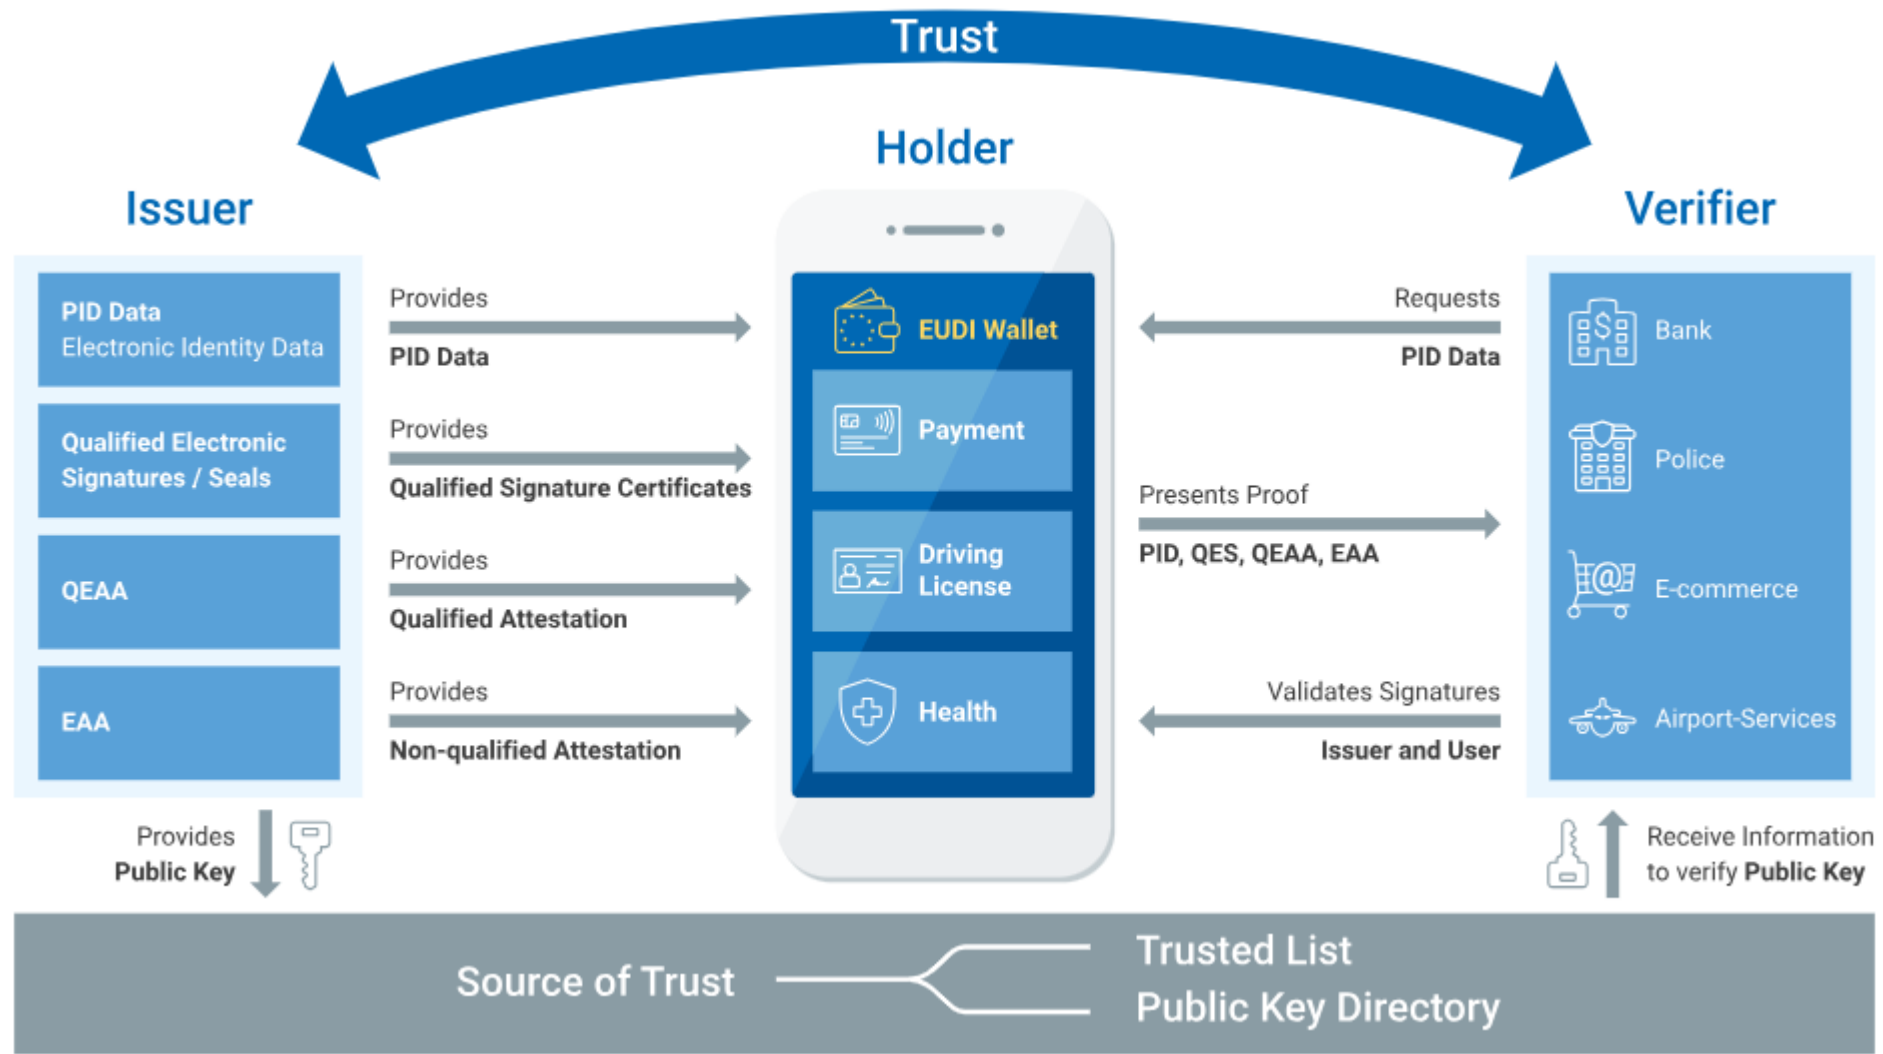 Trust
Holder
Issuer
Verifier
PID Data
Electronic Identity Data
Qualified Electronic
Signatures / Seals
QEAA
EAA
Provides
PID Data
Provides
Qualified Signature Certificates
Provides
Qualified Attestation
Provides
Non-qualified Attestation
EUDI Wallet
Payment
Driving
License
Health
Requests
PID Data
Presents Proof
PID, QES, QEAA, EAA
Validates Signatures
Issuer and User
Bank
Police
E-commerce
Airport-Services
Provides
Public Key
Receive Information
to verify Public Key
Source of Trust
Trusted List
Public Key Directory